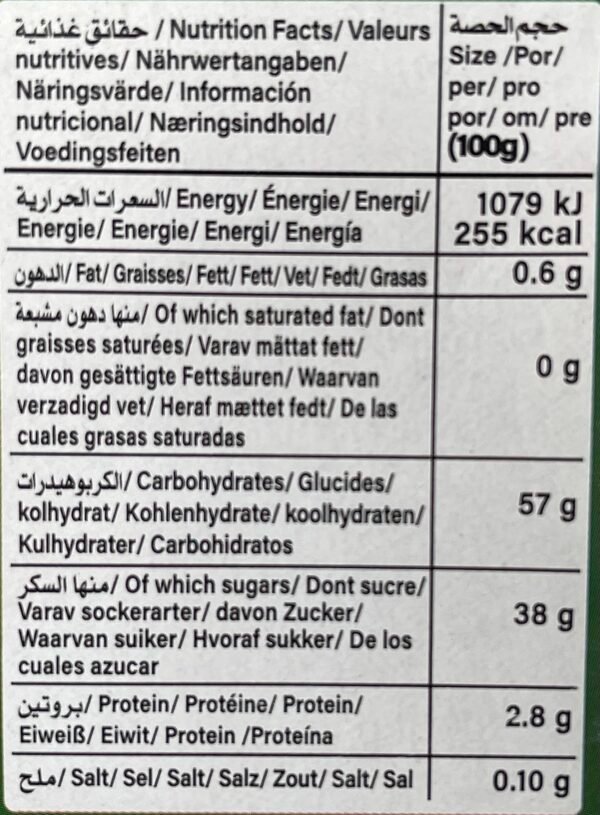 حقائق غذائية / Nutrition Facts/ Valeurs
nutritives/ Nährwertangaben/
Näringsvärde/ Información
nutricional/ Næringsindhold/
Voedingsfeiten
حجم الحصة
Size /Por/
per/ pro
por/ om/ pre
(100g)
السعرات الحرارية/ Energy/ Énergie/ Energi/
Energie/ Energie/ Energi/ Energía
1079 kJ
255 kcal
الدهون/ Fat/ Graisses/ Fett/ Fett/ Vet/ Fedt/ Grasas
0.6 g
منها دهون مشبعة/ Of which saturated fat/ Dont
graisses saturées/ Varav mättat fett/
davon gesättigte Fettsäuren/ Waarvan
verzadigd vet/ Heraf mættet fedt/ De las
cuales grasas saturadas
0 g
الكربوهيدرات/ Carbohydrates/ Glucides/
kolhydrat/ Kohlenhydrate/ koolhydraten/
Kulhydrater/ Carbohidratos
57 g
منها السكر/ Of which sugars/ Dont sucre/
Varav sockerarter/ davon Zucker/
Waarvan suiker/ Hvoraf sukker/ De los
cuales azucar
38 g
بروتين/ Protein/ Protéine/ Protein/
Eiweiß/ Eiwit/ Protein /Proteína
2.8 g
ملح/ Salt/ Sel/ Salt/ Salz/ Zout/ Salt/ Sal
0.10 g